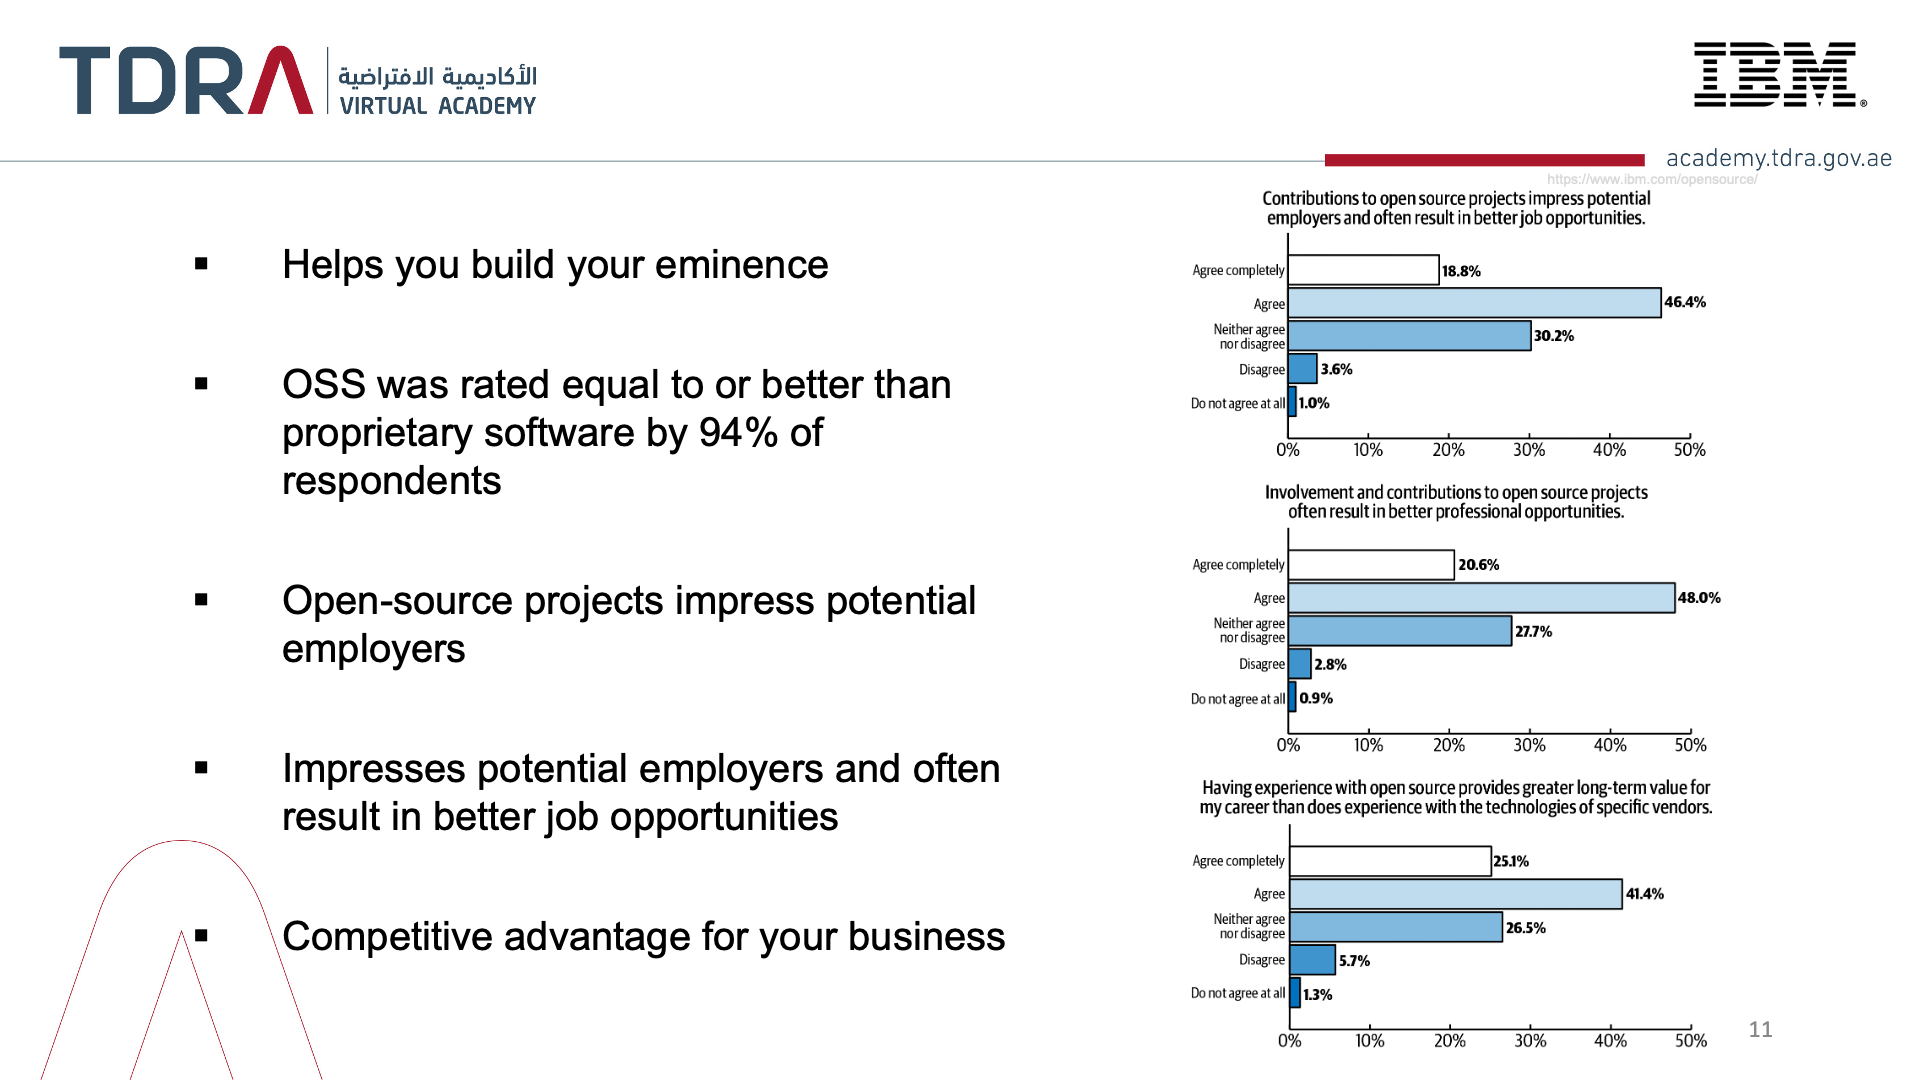 TDRA
الأكاديمية الافتراضية
VIRTUAL ACADEMY
IBM®
academy.tdra.gov.ae
https://www.ibm.com/opensource/
▪ Helps you build your eminence
▪ OSS was rated equal to or better than
proprietary software by 94% of
respondents
▪ Open-source projects impress potential
employers
▪ Impresses potential employers and often
result in better job opportunities
▪ Competitive advantage for your business
Contributions to open source projects impress potential
employers and often result in better job opportunities.
Agree completely 18.8%
Agree 46.4%
Neither agree
nor disagree 30.2%
Disagree 3.6%
Do not agree at all 1.0%
0% 10% 20% 30% 40% 50%
Involvement and contributions to open source projects
often result in better professional opportunities.
Agree completely 20.6%
Agree 48.0%
Neither agree
nor disagree 27.7%
Disagree 2.8%
Do not agree at all 0.9%
0% 10% 20% 30% 40% 50%
Having experience with open source provides greater long-term value for
my career than does experience with the technologies of specific vendors.
Agree completely 25.1%
Agree 41.4%
Neither agree
nor disagree 26.5%
Disagree 5.7%
Do not agree at all 1.3%
0% 10% 20% 30% 40% 50%
11